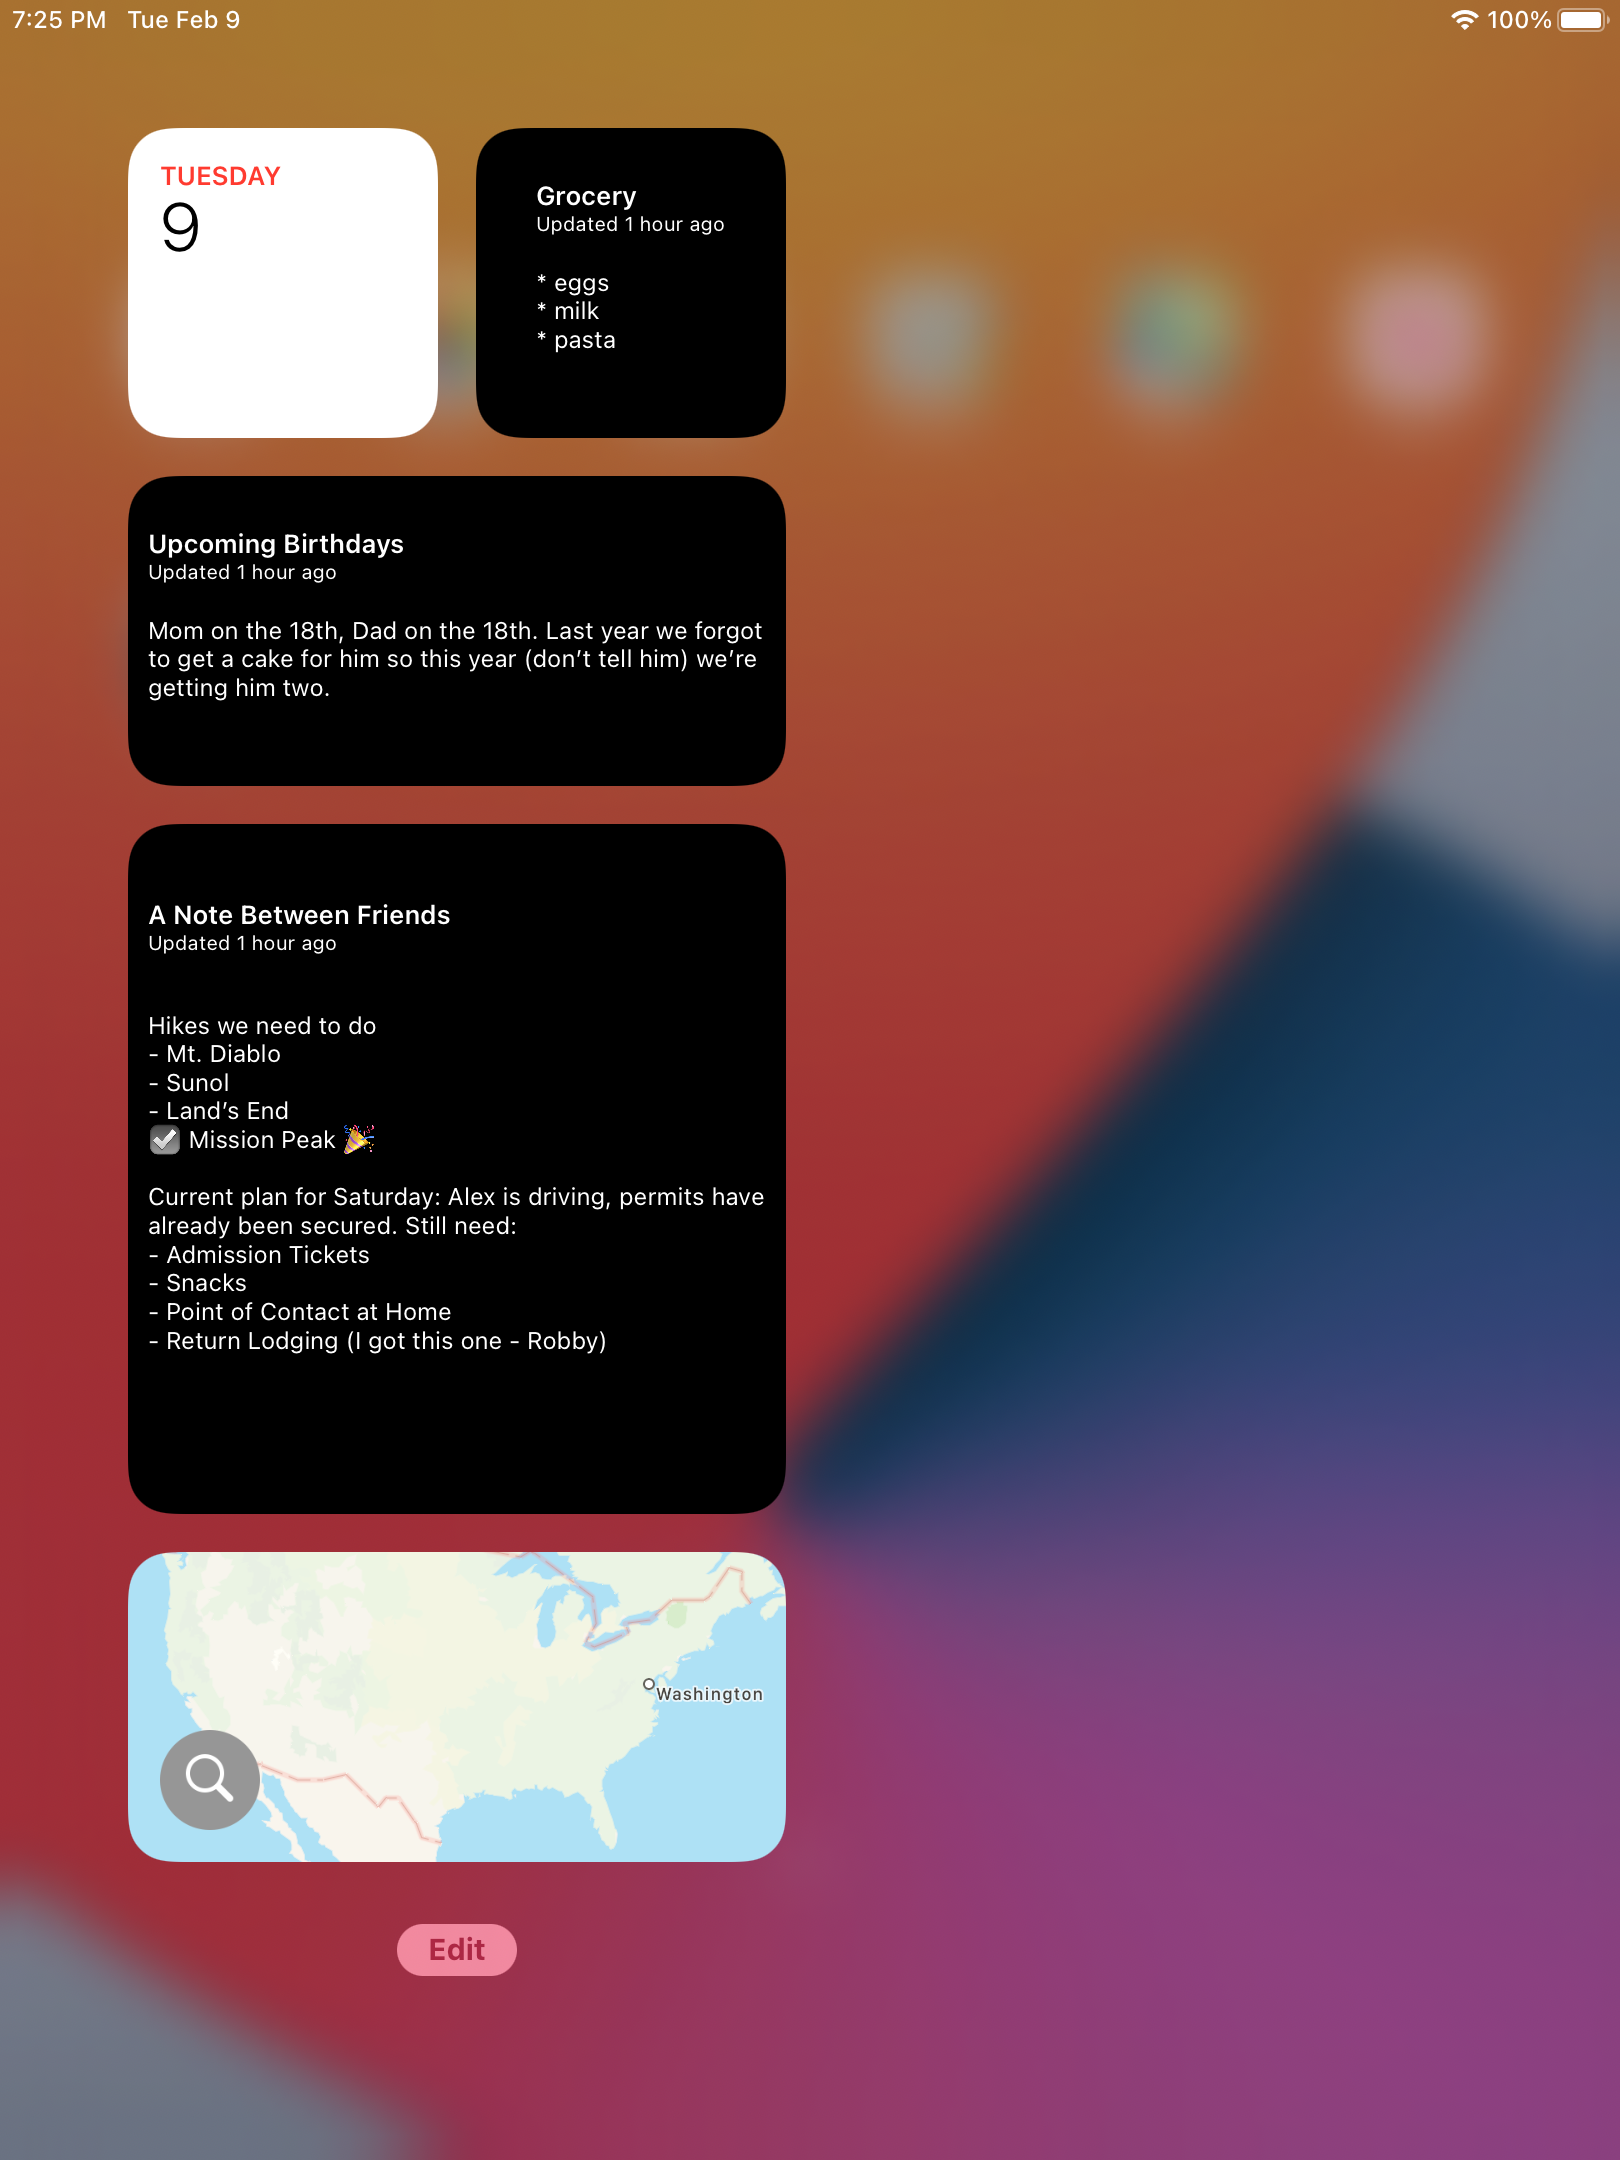 7:25 PM Tue Feb 9
100%
TUESDAY
9
Grocery
Updated 1 hour ago
* eggs
* milk
* pasta
Upcoming Birthdays
Updated 1 hour ago
Mom on the 18th, Dad on the 18th. Last year we forgot
to get a cake for him so this year (don’t tell him) we’re
getting him two.
A Note Between Friends
Updated 1 hour ago
Hikes we need to do
- Mt. Diablo
- Sunol
- Land’s End
☑️ Mission Peak 🎉
Current plan for Saturday: Alex is driving, permits have
already been secured. Still need:
- Admission Tickets
- Snacks
- Point of Contact at Home
- Return Lodging (I got this one - Robby)
Washington
Edit